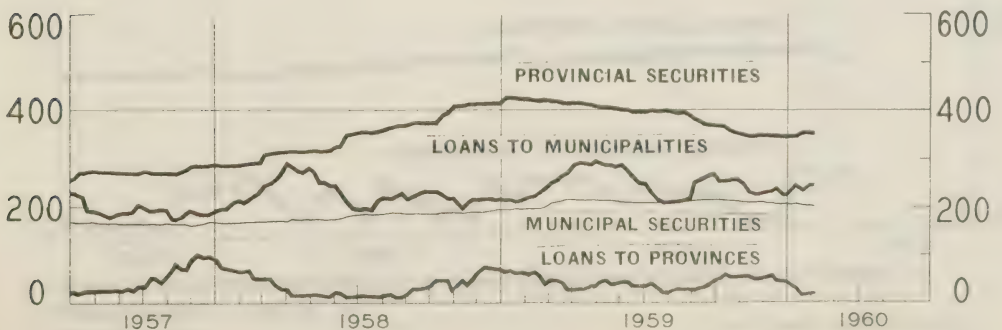 600 600
PROVINCIAL SECURITIES
400 400
LOANS TO MUNICIPALITIES
200 200
MUNICIPAL SECURITIES
LOANS TO PROVINCES
0 0
1957 1958 1959 1960